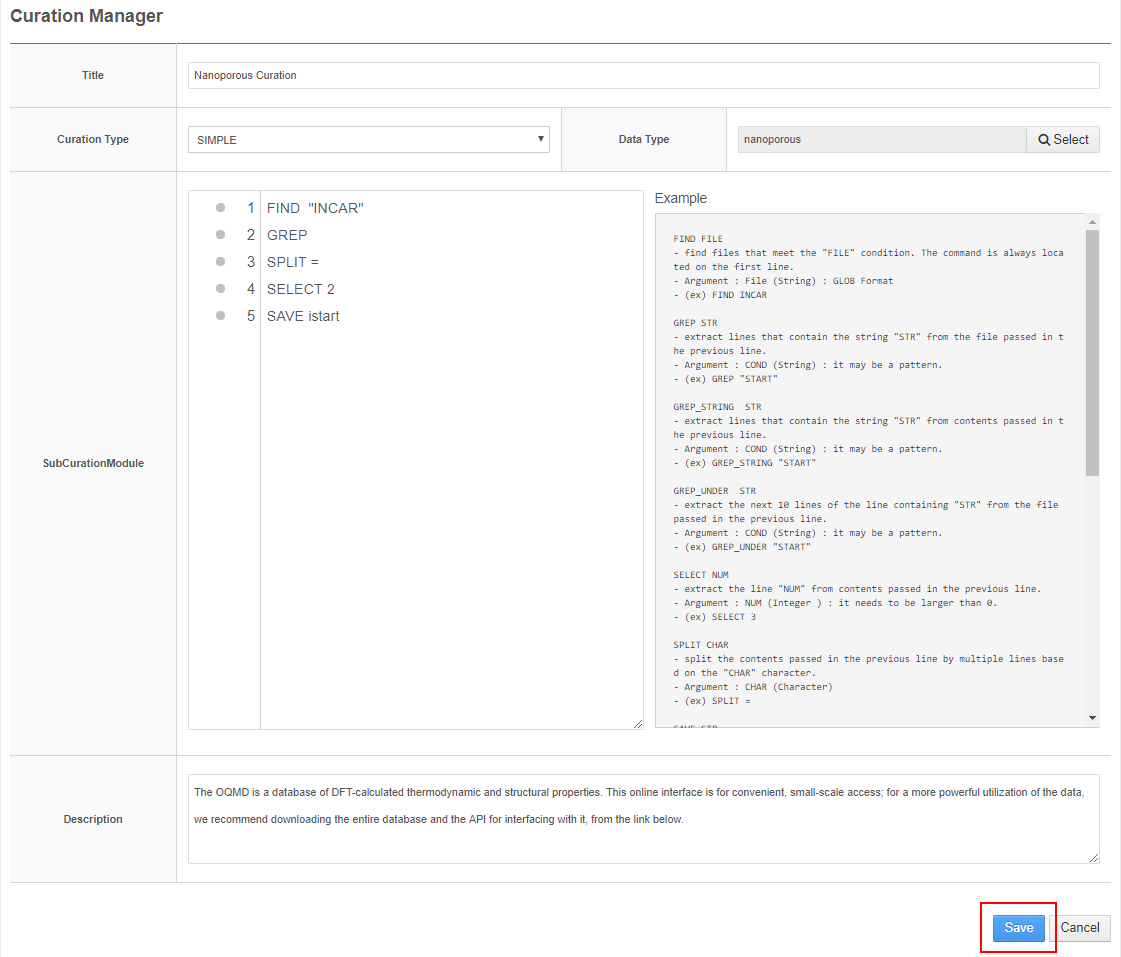 Curation Manager
Title
Nanoporous Curation
Curation Type
SIMPLE
Data Type
nanoporous
Select
SubCurationModule
1 FIND "INCAR"
2 GREP
3 SPLIT =
4 SELECT 2
5 SAVE istart
Example
FIND FILE
- find files that meet the "FILE" condition. The command is always loca
ted on the first line.
- Argument : File (String) : GLOB Format
- (ex) FIND INCAR
GREP STR
- extract lines that contain the string "STR" from the file passed in t
he previous line.
- Argument : COND (String) : it may be a pattern.
- (ex) GREP "START"
GREP_STRING STR
- extract lines that contain the string "STR" from contents passed in t
he previous line.
- Argument : COND (String) : it may be a pattern.
- (ex) GREP_STRING "START"
GREP_UNDER STR
- extract the next 10 lines of the line containing "STR" from the file
passed in the previous line.
- Argument : COND (String) : it may be a pattern.
- (ex) GREP_UNDER "START"
SELECT NUM
- extract the line "NUM" from contents passed in the previous line.
- Argument : NUM (Integer ) : it needs to be larger than 0.
- (ex) SELECT 3
SPLIT CHAR
- split the contents passed in the previous line by multiple lines base
d on the "CHAR" character.
- Argument : CHAR (Character)
- (ex) SPLIT =
Description
The OQMD is a database of DFT-calculated thermodynamic and structural properties. This online interface is for convenient, small-scale access; for a more powerful utilization of the data,
we recommend downloading the entire database and the API for interfacing with it, from the link below.
Save
Cancel